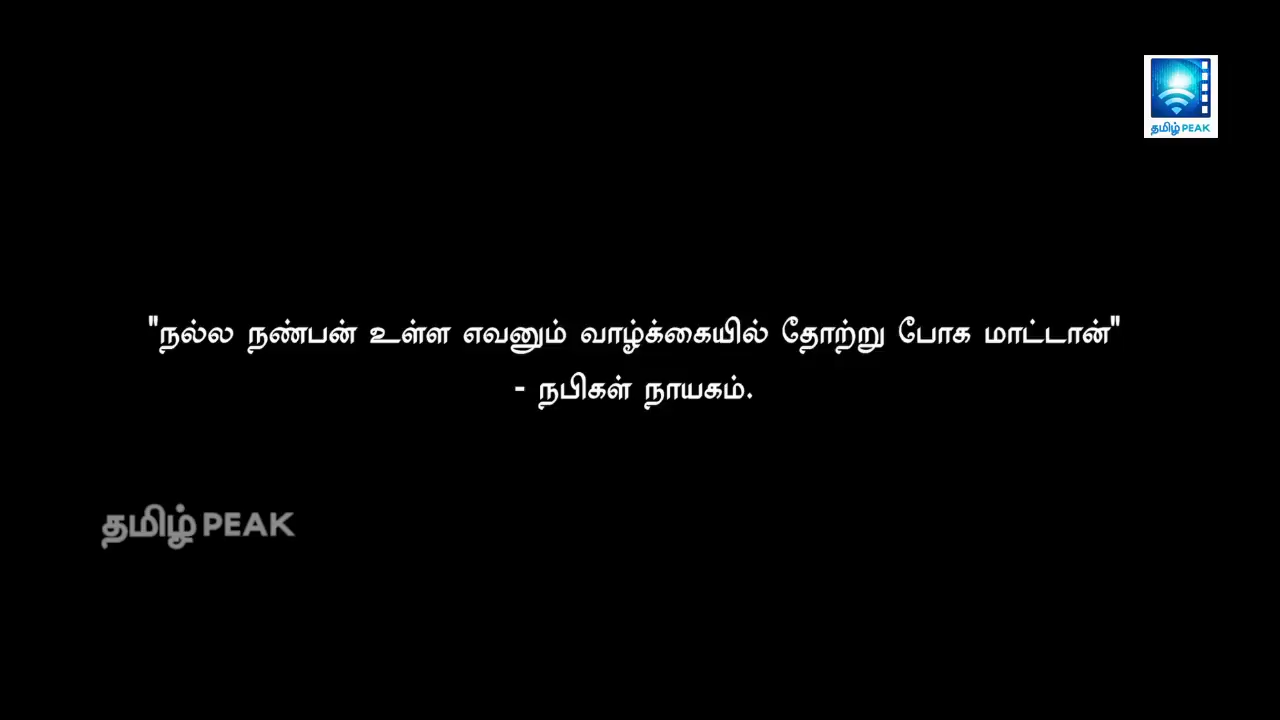 தமிழ் PEAK
"நல்ல நண்பன் உள்ள எவனும் வாழ்க்கையில் தோற்று போக மாட்டான்"
- நபிகள் நாயகம்.
தமிழ் PEAK